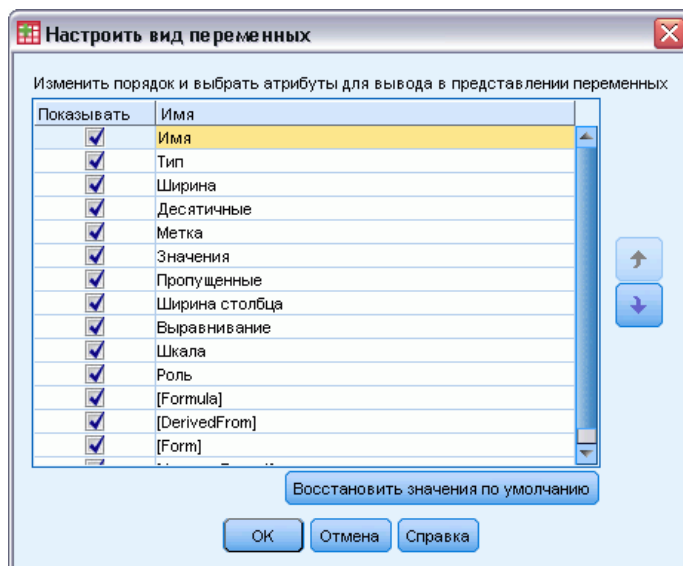 Настроить вид переменных
Изменить порядок и выбрать атрибуты для вывода в представлении переменных
Показывать Имя
Имя
Тип
Ширина
Десятичные
Метка
Значения
Пропущенные
Ширина столбца
Выравнивание
Шкала
Роль
[Formula]
[DerivedFrom]
[Form]
Восстановить значения по умолчанию
OK Отмена Справка